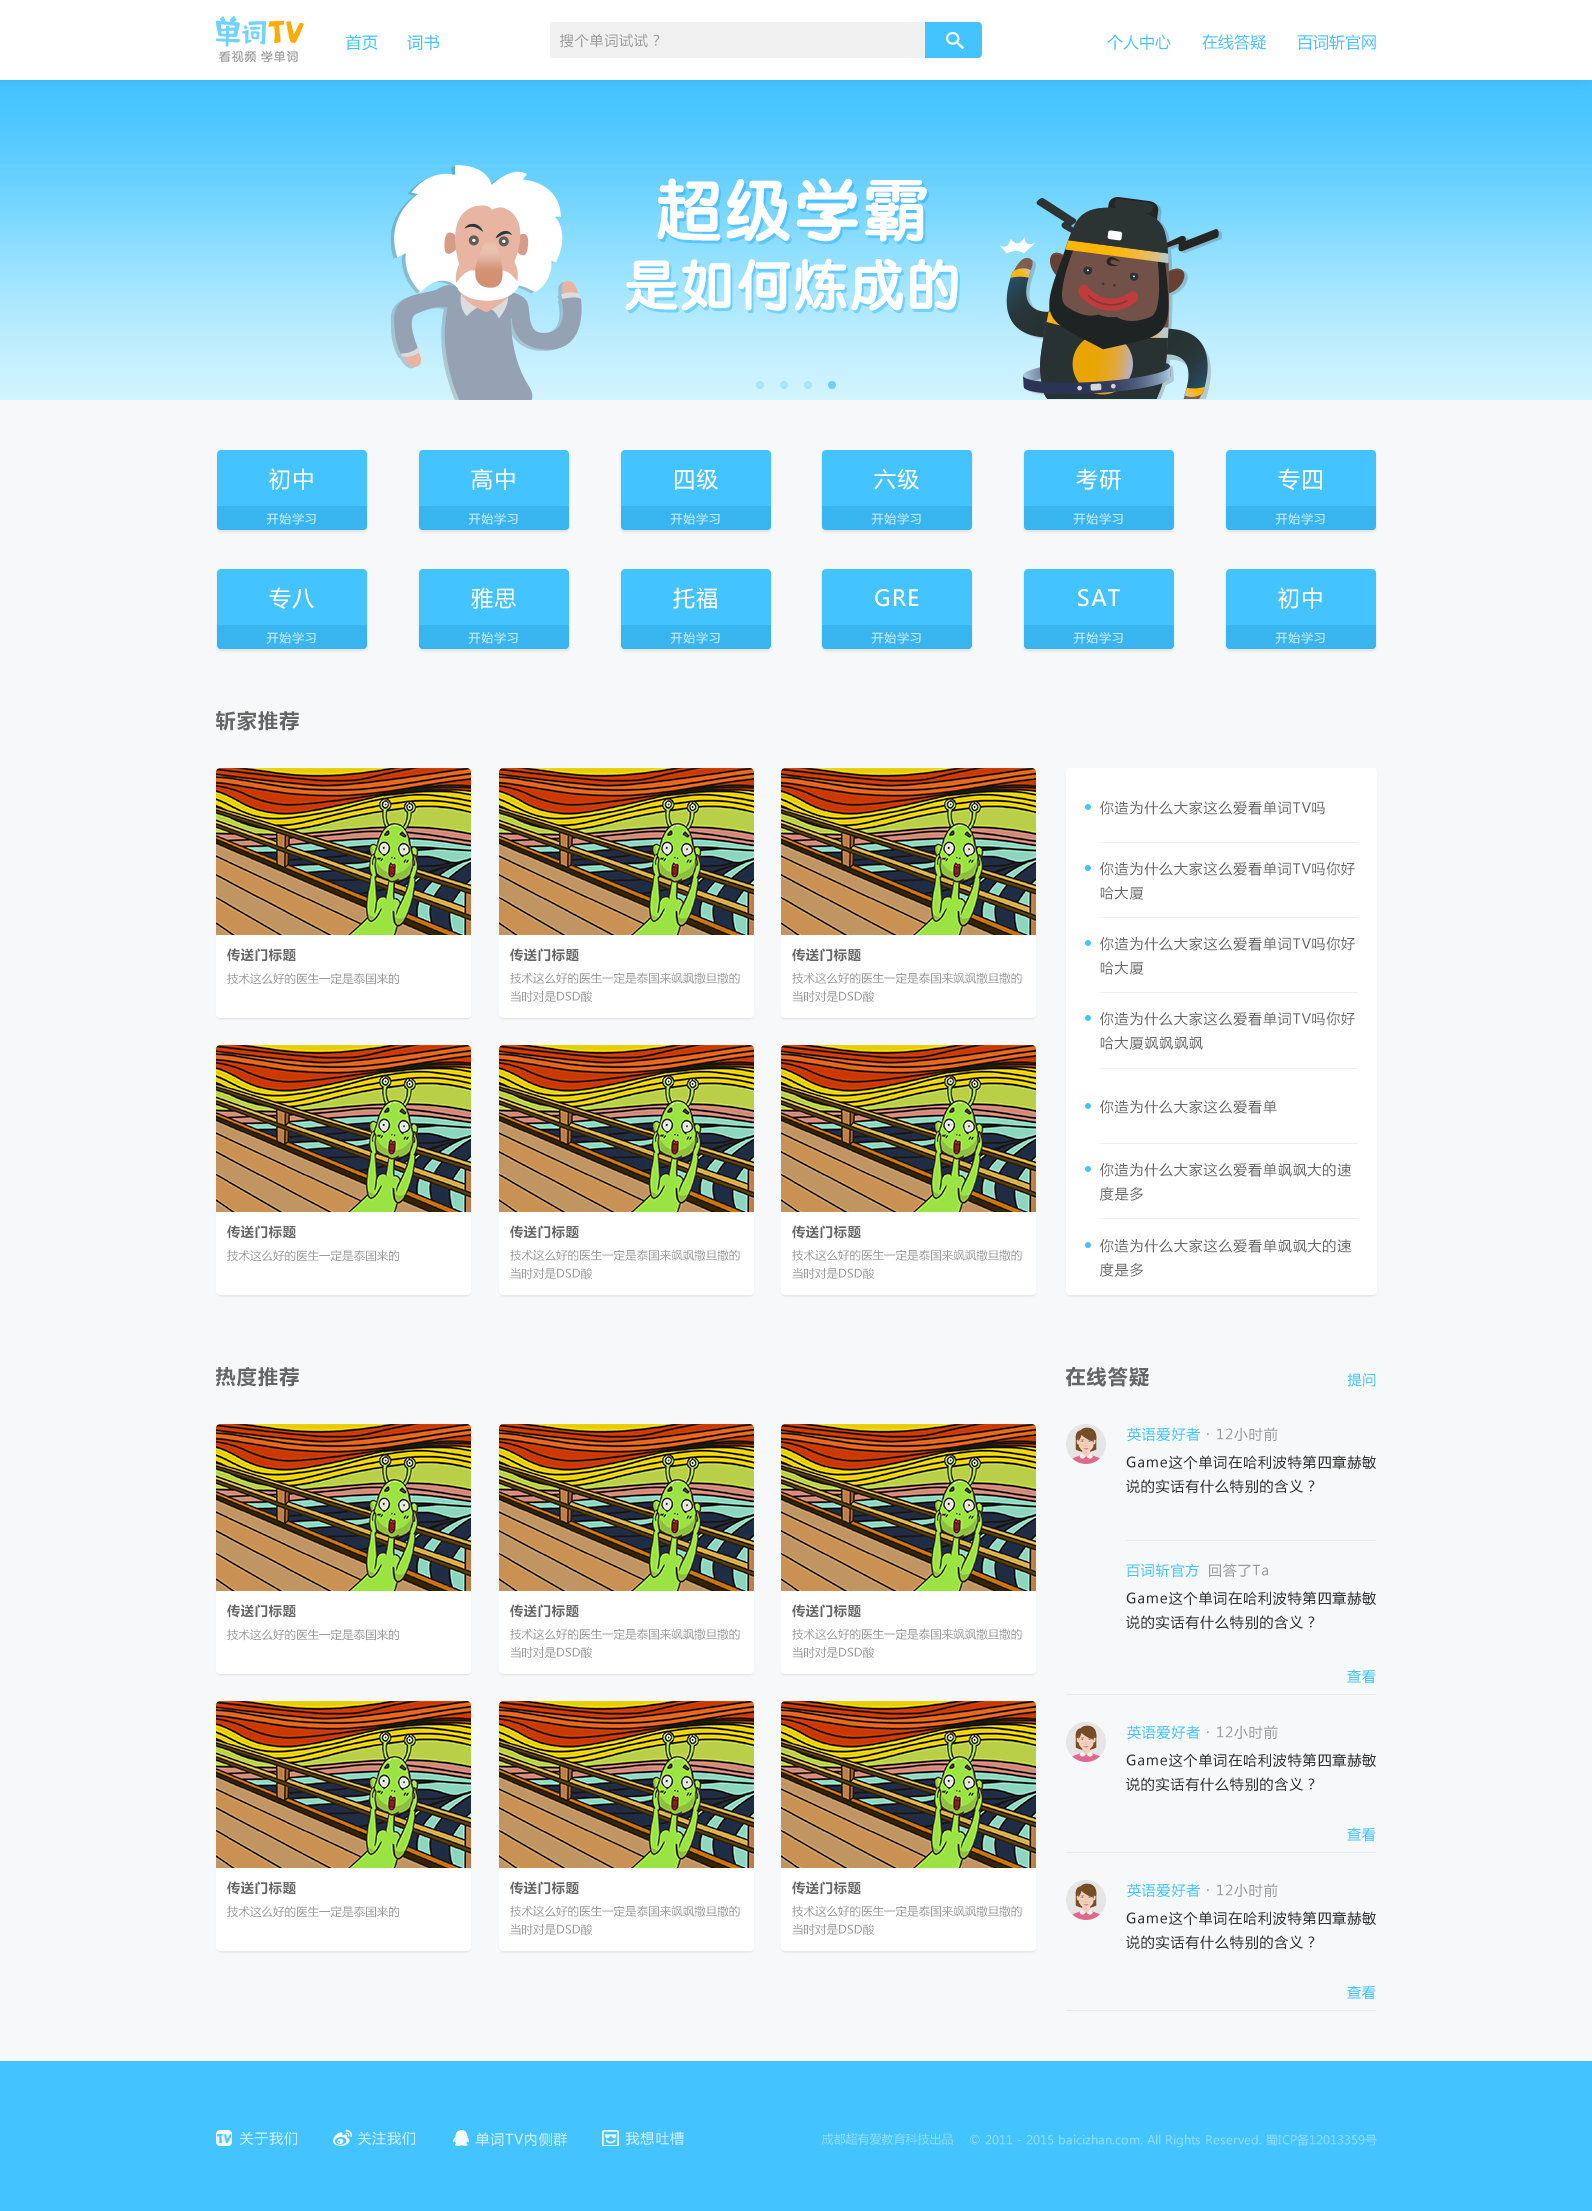 单词TV
看视频 学单词
首页 词书
搜个单词试试？
个人中心 在线答疑 百词斩官网
超级学霸
是如何炼成的
初中 高中 四级 六级 考研 专四
开始学习 开始学习 开始学习 开始学习 开始学习 开始学习
专八 雅思 托福 GRE SAT 初中
开始学习 开始学习 开始学习 开始学习 开始学习 开始学习
斩家推荐
传送门标题
技术这么好的医生一定是泰国来的
传送门标题
技术这么好的医生一定是泰国来飒飒撒旦撒的
当时对是DSD酸
传送门标题
技术这么好的医生一定是泰国来飒飒撒旦撒的
当时对是DSD酸
传送门标题
技术这么好的医生一定是泰国来的
传送门标题
技术这么好的医生一定是泰国来飒飒撒旦撒的
当时对是DSD酸
传送门标题
技术这么好的医生一定是泰国来飒飒撒旦撒的
当时对是DSD酸
你造为什么大家这么爱看单词TV吗
你造为什么大家这么爱看单词TV吗你好
哈大厦
你造为什么大家这么爱看单词TV吗你好
哈大厦
你造为什么大家这么爱看单词TV吗你好
哈大厦飒飒飒飒
你造为什么大家这么爱看单
你造为什么大家这么爱看单飒飒大的速
度是多
你造为什么大家这么爱看单飒飒大的速
度是多
热度推荐
传送门标题
技术这么好的医生一定是泰国来的
传送门标题
技术这么好的医生一定是泰国来飒飒撒旦撒的
当时对是DSD酸
传送门标题
技术这么好的医生一定是泰国来飒飒撒旦撒的
当时对是DSD酸
传送门标题
技术这么好的医生一定是泰国来的
传送门标题
技术这么好的医生一定是泰国来飒飒撒旦撒的
当时对是DSD酸
传送门标题
技术这么好的医生一定是泰国来飒飒撒旦撒的
当时对是DSD酸
在线答疑 提问
英语爱好者 · 12小时前
Game这个单词在哈利波特第四章赫敏
说的实话有什么特别的含义？
百词斩官方 回答了Ta
Game这个单词在哈利波特第四章赫敏
说的实话有什么特别的含义？
查看
英语爱好者 · 12小时前
Game这个单词在哈利波特第四章赫敏
说的实话有什么特别的含义？
查看
英语爱好者 · 12小时前
Game这个单词在哈利波特第四章赫敏
说的实话有什么特别的含义？
查看
TV 关于我们 关注我们 单词TV内侧群 我想吐槽
成都超有爱教育科技出品 © 2011 - 2015 baicizhan.com. All Rights Reserved. 蜀ICP备12013359号